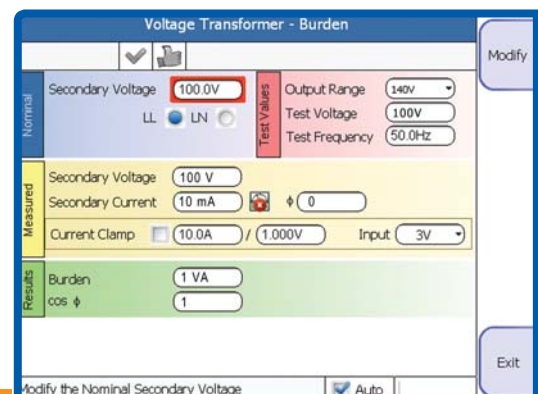 Voltage Transformer - Burden
Modify
Nominal
Secondary Voltage 100.0V
LL LN
Test Values
Output Range 140V
Test Voltage 100V
Test Frequency 50.0Hz
Measured
Secondary Voltage 100 V
Secondary Current 10 mA ϕ 0
Current Clamp 10.0A / 1.000V Input 3V
Results
Burden 1 VA
cos ϕ 1
Modify the Nominal Secondary Voltage Auto
Exit